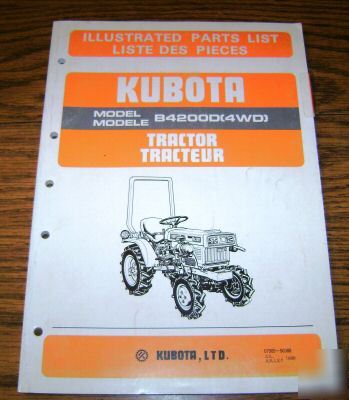 ILLUSTRATED PARTS LIST
LISTE DES PIECES
KUBOTA
MODEL
MODELE B4200D(4WD)
TRACTOR
TRACTEUR
KUBOTA, LTD.